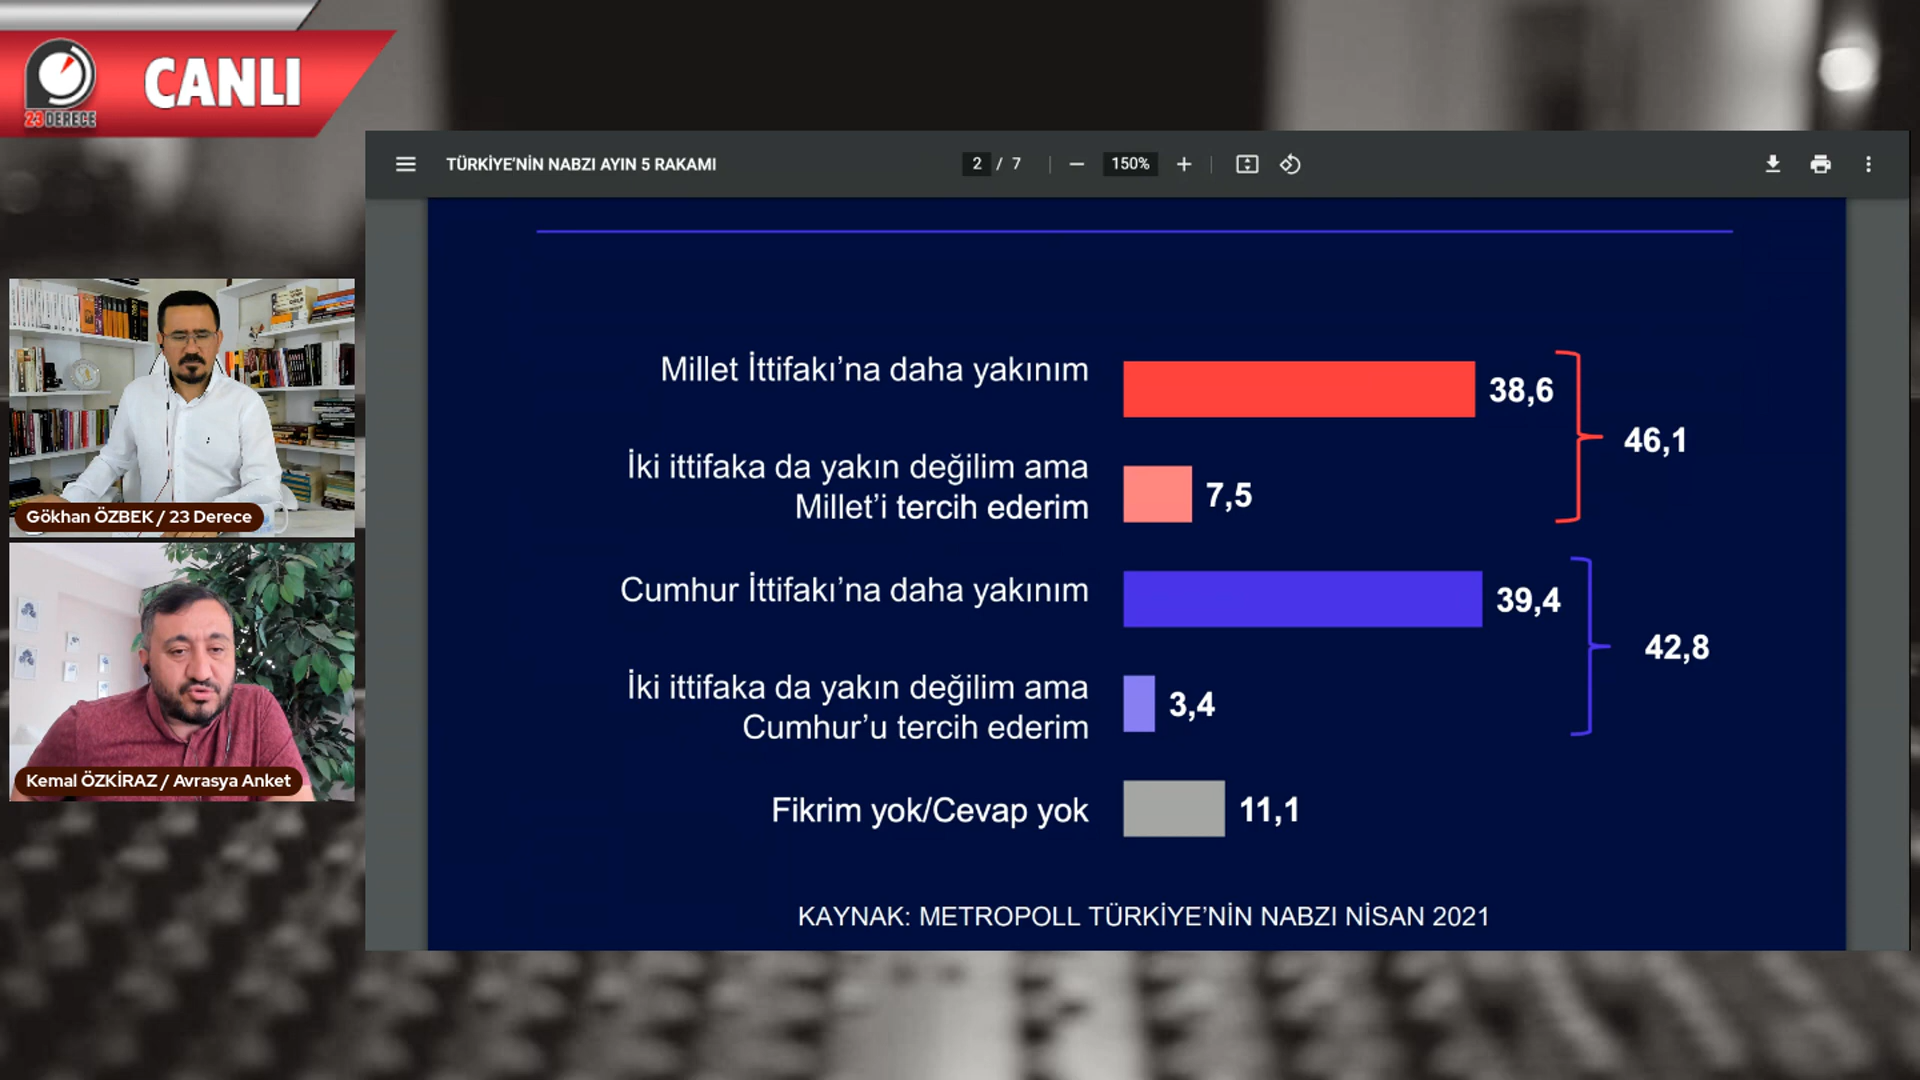 CANLI
23 DERECE
TÜRKİYE'NİN NABZI AYIN 5 RAKAMI
2 / 7
150%
Millet İttifakı'na daha yakınım
38,6
46,1
İki ittifaka da yakın değilim ama
Millet'i tercih ederim
7,5
Cumhur İttifakı'na daha yakınım
39,4
42,8
İki ittifaka da yakın değilim ama
Cumhur'u tercih ederim
3,4
Fikrim yok/Cevap yok
11,1
KAYNAK: METROPOLL TÜRKİYE'NİN NABZI NİSAN 2021
Gökhan ÖZBEK / 23 Derece
Kemal ÖZKİRAZ / Avrasya Anket